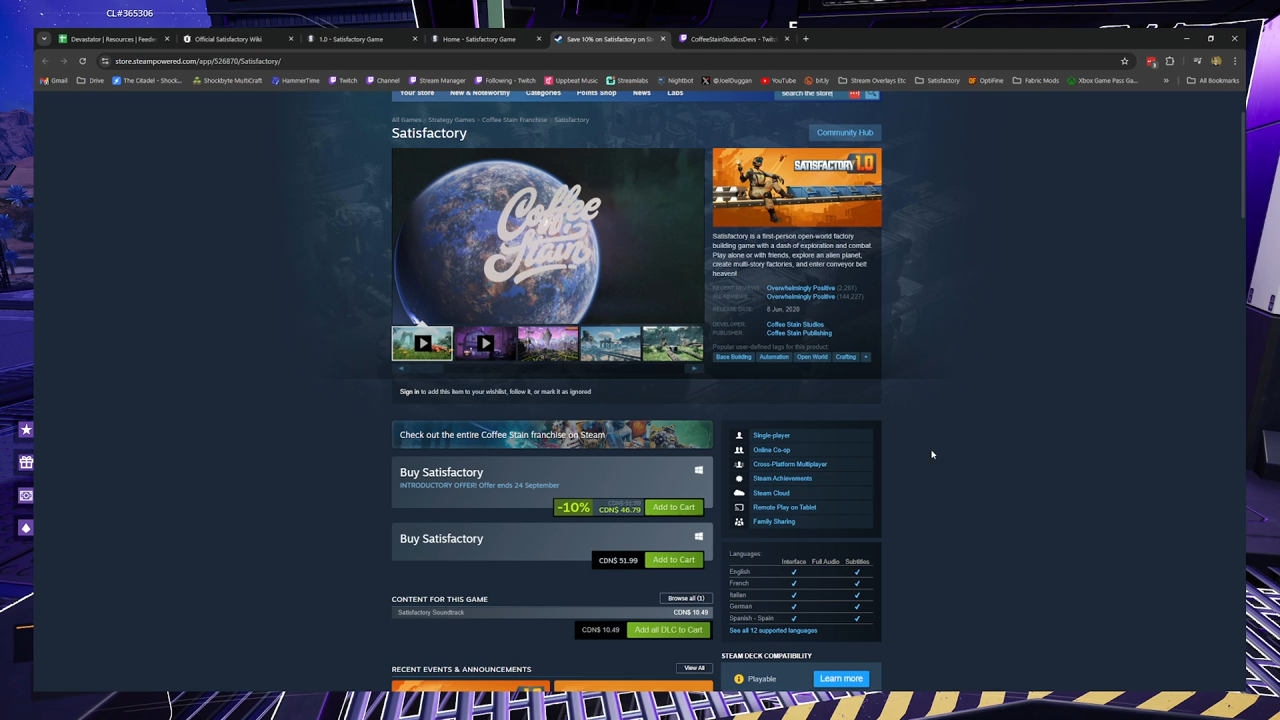 CL#365306
Devastator | Resources | Feede
Official Satisfactory Wiki
1.0 - Satisfactory Game
Home - Satisfactory Game
Save 10% on Satisfactory on St
CoffeeStainStudiosDevs - Twitc
store.steampowered.com/app/526870/Satisfactory/
Gmail
Drive
The Citadel - Shock...
Shockbyte MultiCraft
HammerTime
Twitch
Channel
Stream Manager
Following - Twitch
Uppbeat Music
Streamlabs
Nightbot
@JoelDuggan
YouTube
bit.ly
Stream Overlays Etc
Satisfactory
OptiFine
Fabric Mods
Xbox Game Pass Ga...
All Bookmarks
Your Store
New & Noteworthy
Categories
Points Shop
News
Labs
search the store
All Games > Strategy Games > Coffee Stain Franchise > Satisfactory
Satisfactory
Community Hub
Coffee
Stain
SATISFACTORY 1.0
Satisfactory is a first-person open-world factory
building game with a dash of exploration and combat.
Play alone or with friends, explore an alien planet,
create multi-story factories, and enter conveyor belt
heaven!
RECENT REVIEWS: Overwhelmingly Positive (2,261)
ALL REVIEWS: Overwhelmingly Positive (144,227)
RELEASE DATE: 8 Jun, 2020
DEVELOPER: Coffee Stain Studios
PUBLISHER: Coffee Stain Publishing
Popular user-defined tags for this product:
Base Building
Automation
Open World
Crafting
+
Sign in to add this item to your wishlist, follow it, or mark it as ignored
Check out the entire Coffee Stain franchise on Steam
Buy Satisfactory
INTRODUCTORY OFFER! Offer ends 24 September
-10%
CDN$ 51.99
CDN$ 46.79
Add to Cart
Buy Satisfactory
CDN$ 51.99
Add to Cart
CONTENT FOR THIS GAME
Browse all (1)
Satisfactory Soundtrack
CDN$ 10.49
CDN$ 10.49
Add all DLC to Cart
RECENT EVENTS & ANNOUNCEMENTS
View All
Single-player
Online Co-op
Cross-Platform Multiplayer
Steam Achievements
Steam Cloud
Remote Play on Tablet
Family Sharing
Languages:
Interface
Full Audio
Subtitles
English
French
Italian
German
Spanish - Spain
See all 12 supported languages
STEAM DECK COMPATIBILITY
Playable
Learn more